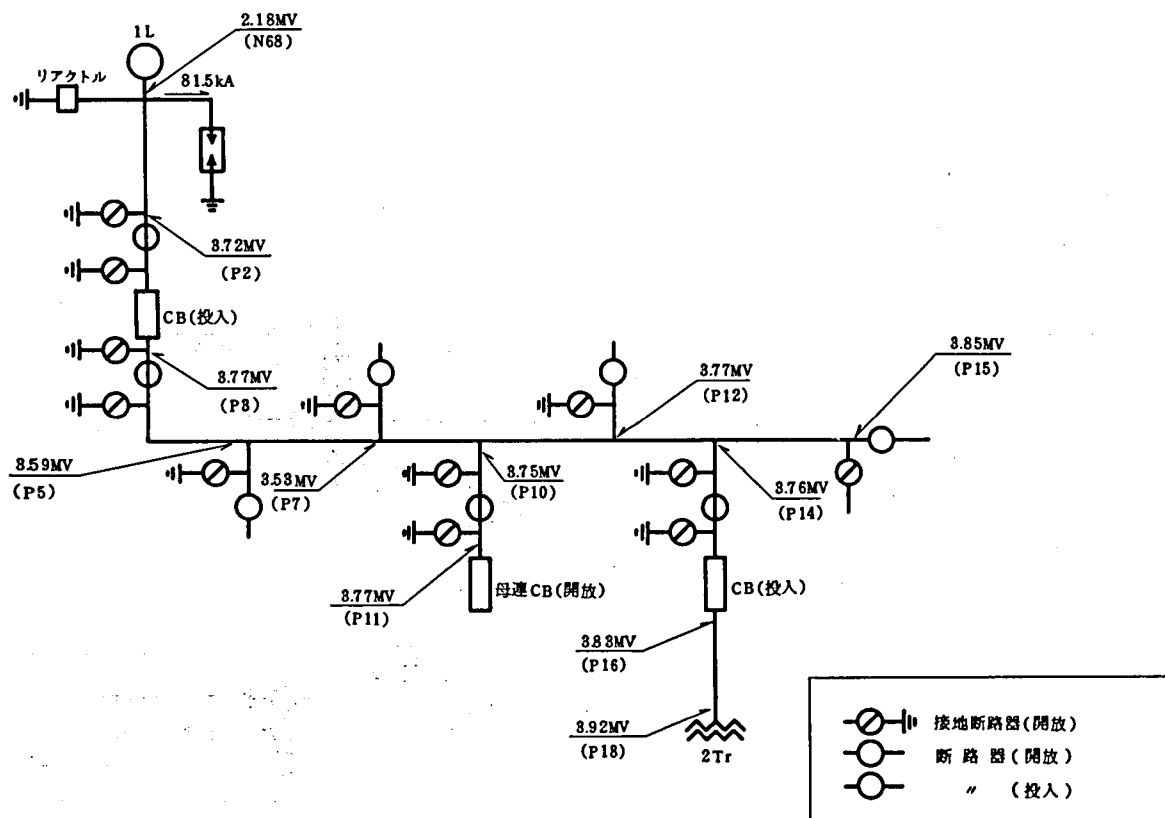 1L
2.18MV
(N68)
リアクトル
81.5kA
3.72MV
(P2)
CB(投入)
3.77MV
(P3)
3.77MV
(P12)
3.85MV
(P15)
3.59MV
(P5)
3.53MV
(P7)
3.75MV
(P10)
3.76MV
(P14)
3.77MV
(P11)
母連CB(開放)
CB(投入)
3.83MV
(P16)
3.92MV
(P18)
2Tr
接地断路器(開放)
断路器(開放)
〃 (投入)